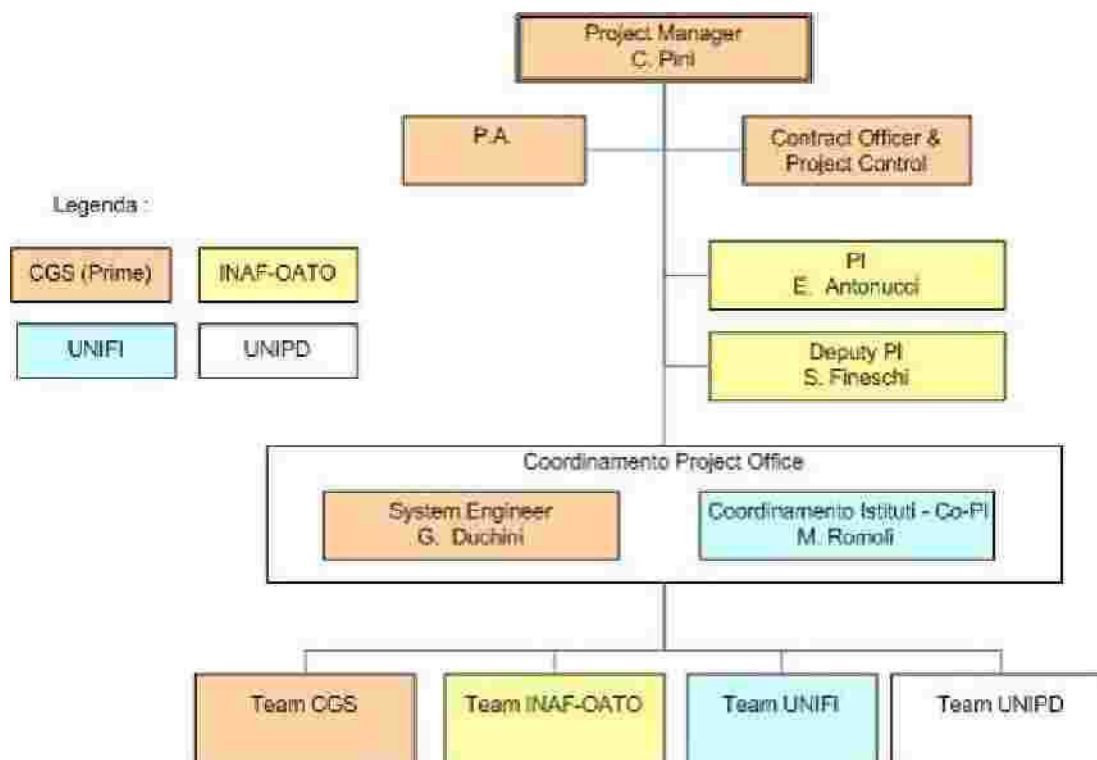 Project Manager
C. Pini
P.A.
Contract Officer &
Project Control
Legenda :
CGS (Prime)
INAF-OATO
UNIFI
UNIPD
PI
E. Antonucci
Deputy PI
S. Fineschi
Coordinamento Project Office
System Engineer
G. Duchini
Coordinamento Istituti - Co-PI
M. Romoli
Team CGS
Team INAF-OATO
Team UNIFI
Team UNIPD